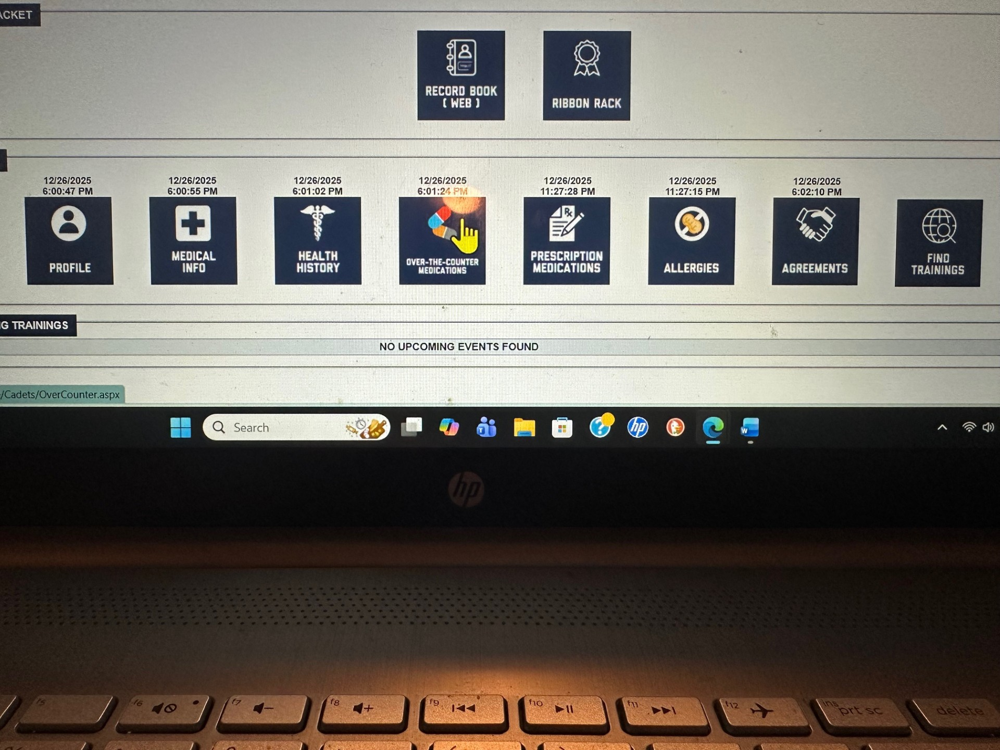 ACKET
RECORD BOOK
( WEB )
RIBBON RACK
12/26/2025
6:00:47 PM
PROFILE
12/26/2025
6:00:55 PM
MEDICAL
INFO
12/26/2025
6:01:02 PM
HEALTH
HISTORY
12/26/2025
6:01:24 PM
OVER-THE-COUNTER
MEDICATIONS
12/26/2025
11:27:28 PM
Rx
PRESCRIPTION
MEDICATIONS
12/26/2025
11:27:15 PM
ALLERGIES
12/26/2025
6:02:10 PM
AGREEMENTS
FIND
TRAININGS
G TRAININGS
NO UPCOMING EVENTS FOUND
/Cadets/OverCounter.aspx
Search
T
?
hp
W
hp
f5
f6
f7
f8
f9
f10
f11
f12
ins
prt sc
delete